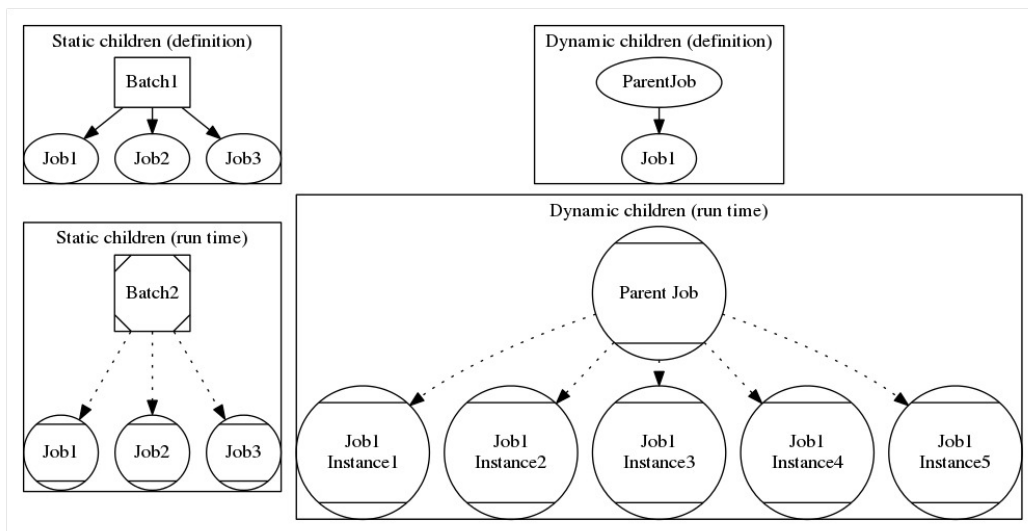 Static children (definition)
Batch1
Job1
Job2
Job3
Dynamic children (definition)
ParentJob
Job1
Static children (run time)
Batch2
Job1
Job2
Job3
Dynamic children (run time)
Parent Job
Job1
Instance1
Job1
Instance2
Job1
Instance3
Job1
Instance4
Job1
Instance5